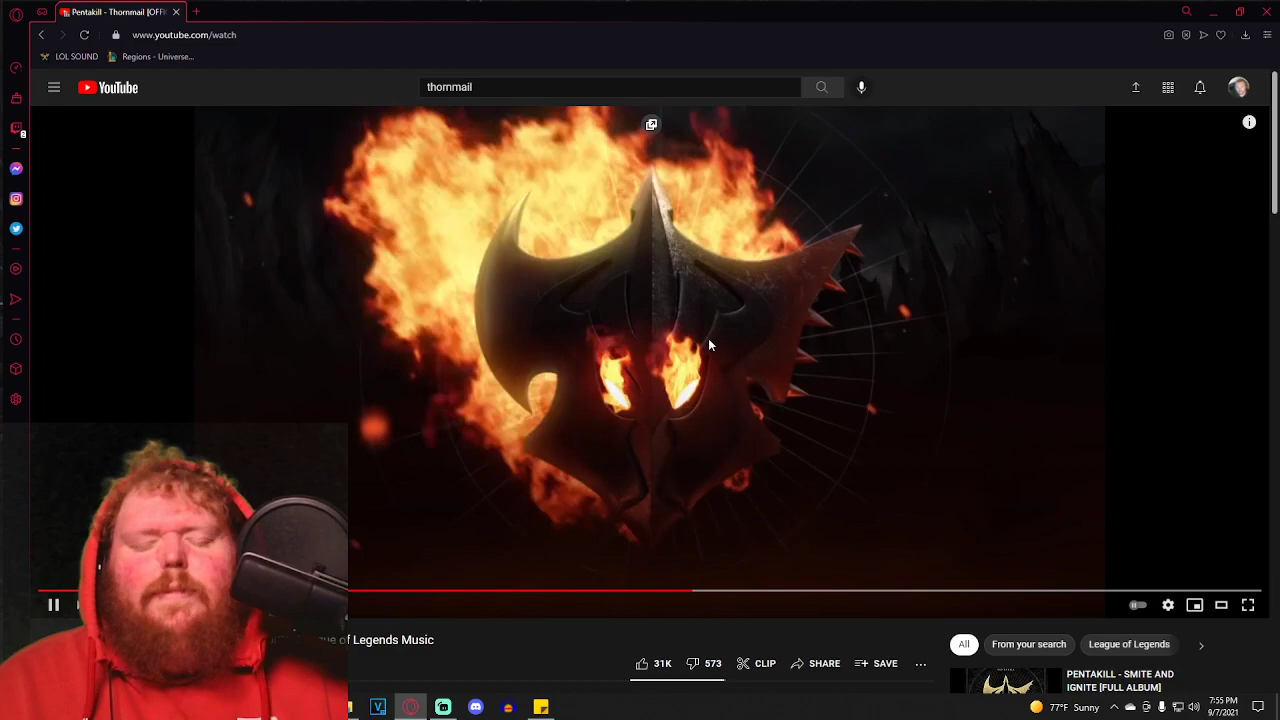 Pentakill - Thornmail [OFFI
www.youtube.com/watch
LOL SOUND
Regions - Universe...
YouTube
thornmail
of Legends Music
31K
573
CLIP
SHARE
SAVE
All
From your search
League of Legends
PENTAKILL - SMITE AND
IGNITE [FULL ALBUM]
77°F Sunny
7:55 PM
9/7/2021